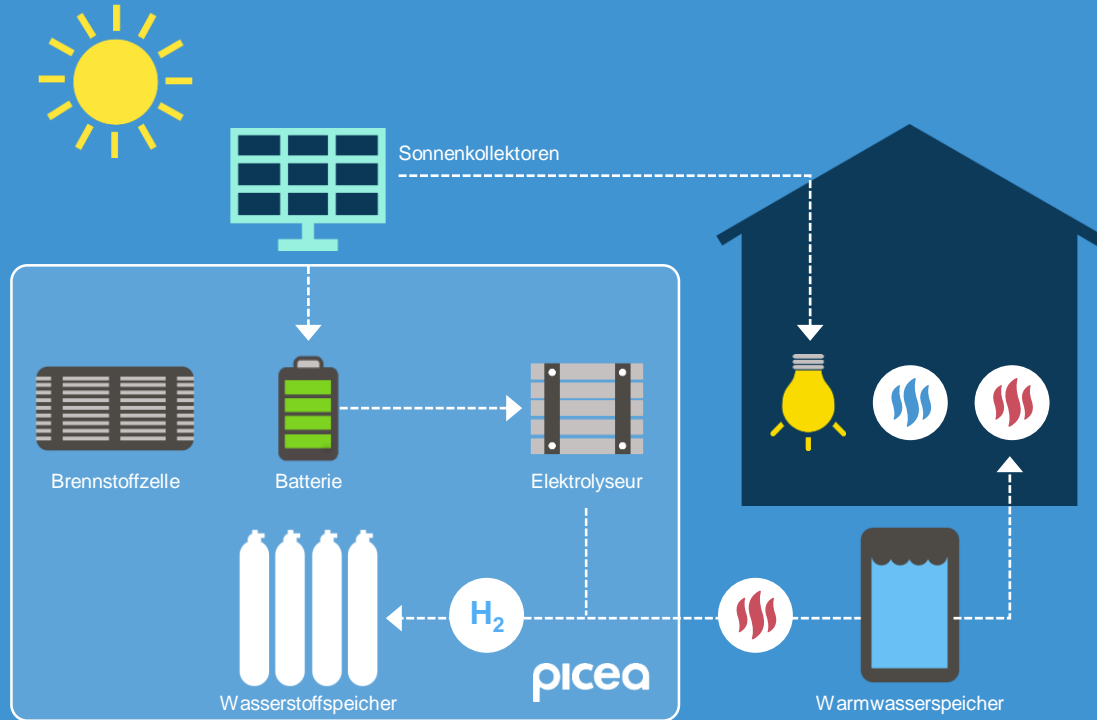 Sonnenkollektoren
Brennstoffzelle
Batterie
Elektrolyseur
H₂
picea
Wasserstoffspeicher
Warmwasserspeicher